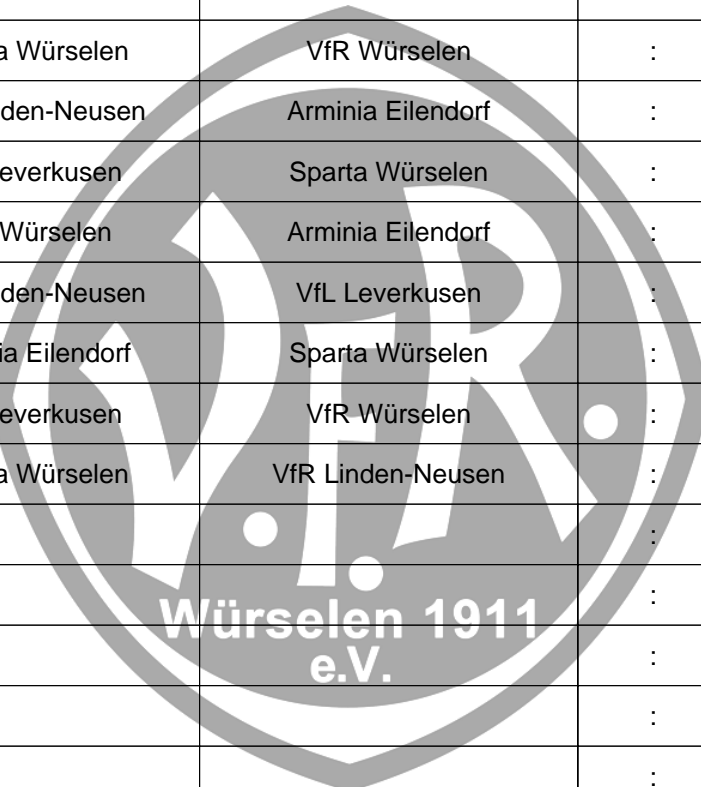 a Würselen VfR Würselen :
den-Neusen Arminia Eilendorf :
everkusen Sparta Würselen :
Würselen Arminia Eilendorf :
den-Neusen VfL Leverkusen :
ia Eilendorf Sparta Würselen :
everkusen VfR Würselen :
a Würselen VfR Linden-Neusen :
:
:
:
:
:
V.f.R.
Würselen 1911
e.V.